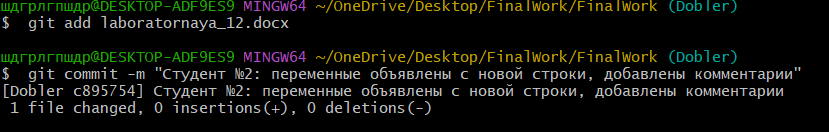 щдгрлгпщдр@DESKTOP-ADF9ES9 MINGW64 ~/OneDrive/Desktop/FinalWork/FinalWork (Dobler)
$  git add laboratornaya_12.docx
щдгрлгпщдр@DESKTOP-ADF9ES9 MINGW64 ~/OneDrive/Desktop/FinalWork/FinalWork (Dobler)
$  git commit -m "Студент №2: переменные объявлены с новой строки, добавлены комментарии"
[Dobler c895754] Студент №2: переменные объявлены с новой строки, добавлены комментарии
 1 file changed, 0 insertions(+), 0 deletions(-)